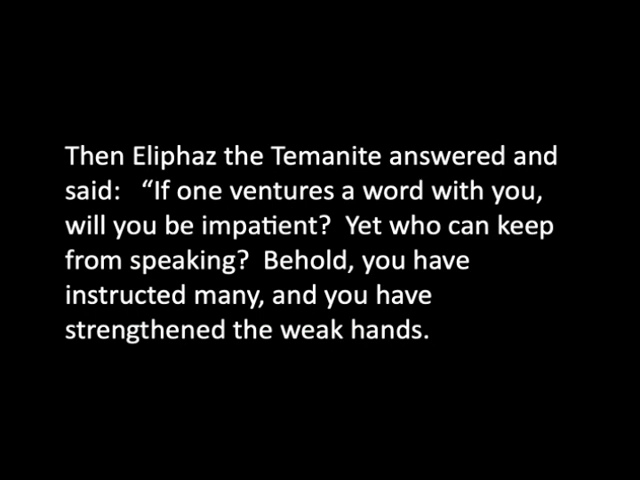 Then Eliphaz the Temanite answered and
said:   “If one ventures a word with you,
will you be impatient?  Yet who can keep
from speaking?  Behold, you have
instructed many, and you have
strengthened the weak hands.